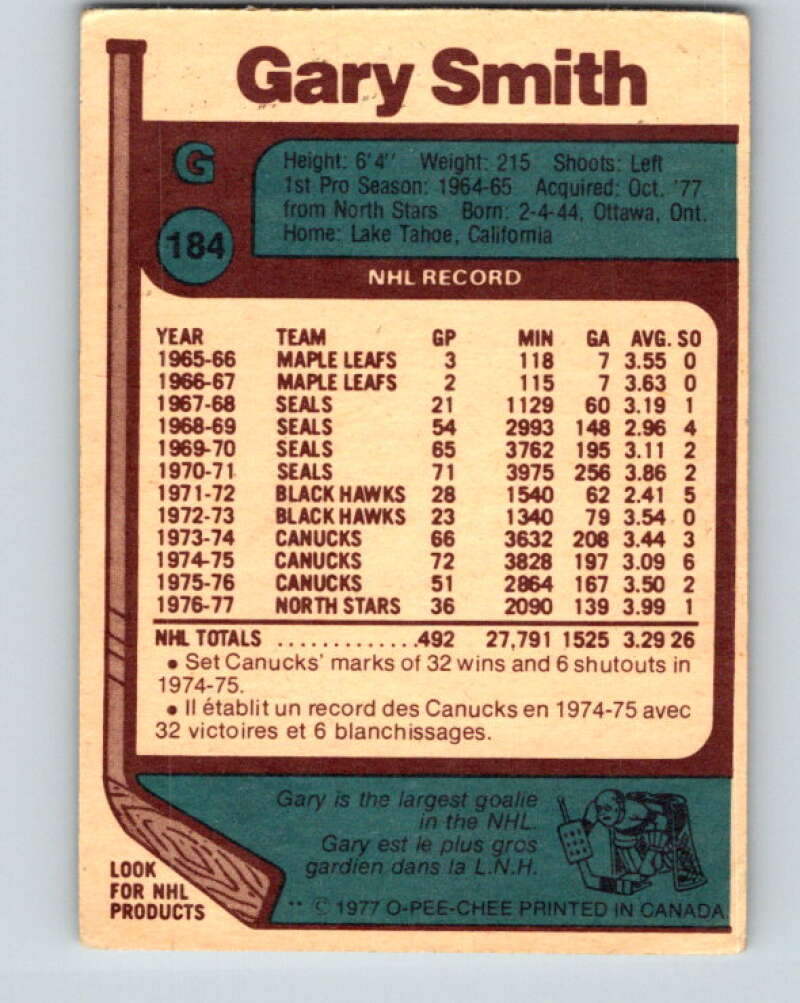 Gary Smith
G
184
Height: 6'4" Weight: 215 Shoots: Left
1st Pro Season: 1964-65 Acquired: Oct. '77
from North Stars Born: 2-4-44, Ottawa, Ont.
Home: Lake Tahoe, California
NHL RECORD
YEAR TEAM GP MIN GA AVG. SO
1965-66 MAPLE LEAFS 3 118 7 3.55 0
1966-67 MAPLE LEAFS 2 115 7 3.63 0
1967-68 SEALS 21 1129 60 3.19 1
1968-69 SEALS 54 2993 148 2.96 4
1969-70 SEALS 65 3762 195 3.11 2
1970-71 SEALS 71 3975 256 3.86 2
1971-72 BLACK HAWKS 28 1540 62 2.41 5
1972-73 BLACK HAWKS 23 1340 79 3.54 0
1973-74 CANUCKS 66 3632 208 3.44 3
1974-75 CANUCKS 72 3828 197 3.09 6
1975-76 CANUCKS 51 2864 167 3.50 2
1976-77 NORTH STARS 36 2090 139 3.99 1
NHL TOTALS .............492 27,791 1525 3.29 26
• Set Canucks' marks of 32 wins and 6 shutouts in
1974-75.
• Il établit un record des Canucks en 1974-75 avec
32 victoires et 6 blanchissages.
Gary is the largest goalie
in the NHL.
Gary est le plus gros
gardien dans la L.N.H.
LOOK
FOR NHL
PRODUCTS
** © 1977 O-PEE-CHEE PRINTED IN CANADA